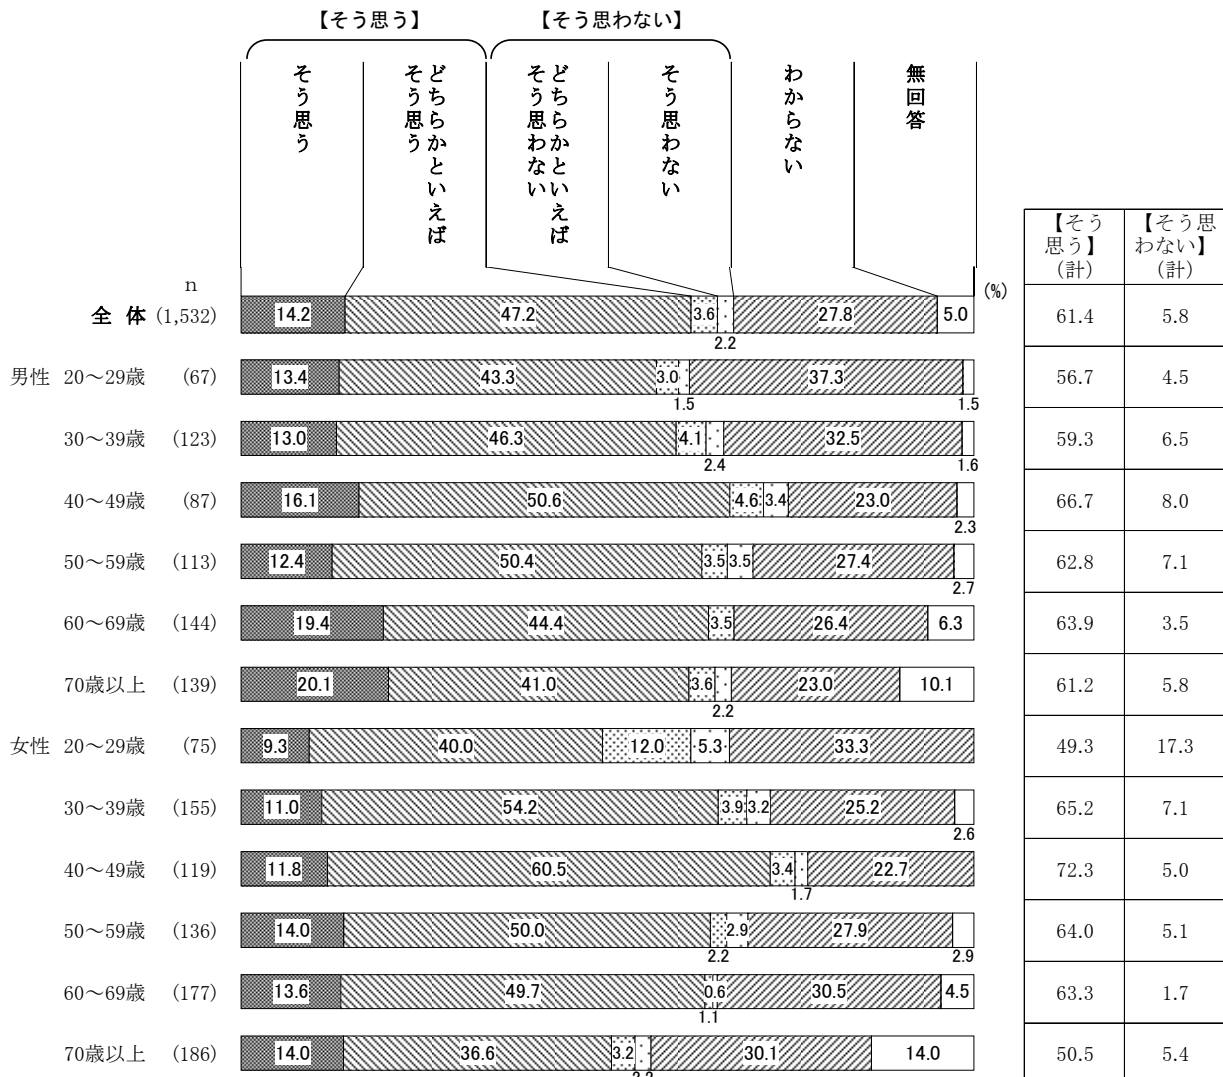 【そう思う】 【そう思わない】
そう思う
どちらかといえば
そう思う
どちらかといえば
そう思わない
そう思わない
わからない
無回答
【そう
思う】
(計)
【そう思
わない】
(計)
n
(%)
全 体 (1,532) 14.2 47.2 3.6 2.2 27.8 5.0 61.4 5.8
男性 20～29歳 (67) 13.4 43.3 3.0 1.5 37.3 1.5 56.7 4.5
30～39歳 (123) 13.0 46.3 4.1 2.4 32.5 1.6 59.3 6.5
40～49歳 (87) 16.1 50.6 4.6 3.4 23.0 2.3 66.7 8.0
50～59歳 (113) 12.4 50.4 3.5 3.5 27.4 2.7 62.8 7.1
60～69歳 (144) 19.4 44.4 3.5 26.4 6.3 63.9 3.5
70歳以上 (139) 20.1 41.0 3.6 2.2 23.0 10.1 61.2 5.8
女性 20～29歳 (75) 9.3 40.0 12.0 5.3 33.3 49.3 17.3
30～39歳 (155) 11.0 54.2 3.9 3.2 25.2 2.6 65.2 7.1
40～49歳 (119) 11.8 60.5 3.4 1.7 22.7 72.3 5.0
50～59歳 (136) 14.0 50.0 2.2 2.9 27.9 2.9 64.0 5.1
60～69歳 (177) 13.6 49.7 1.1 0.6 30.5 4.5 63.3 1.7
70歳以上 (186) 14.0 36.6 3.2 30.1 14.0 50.5 5.4